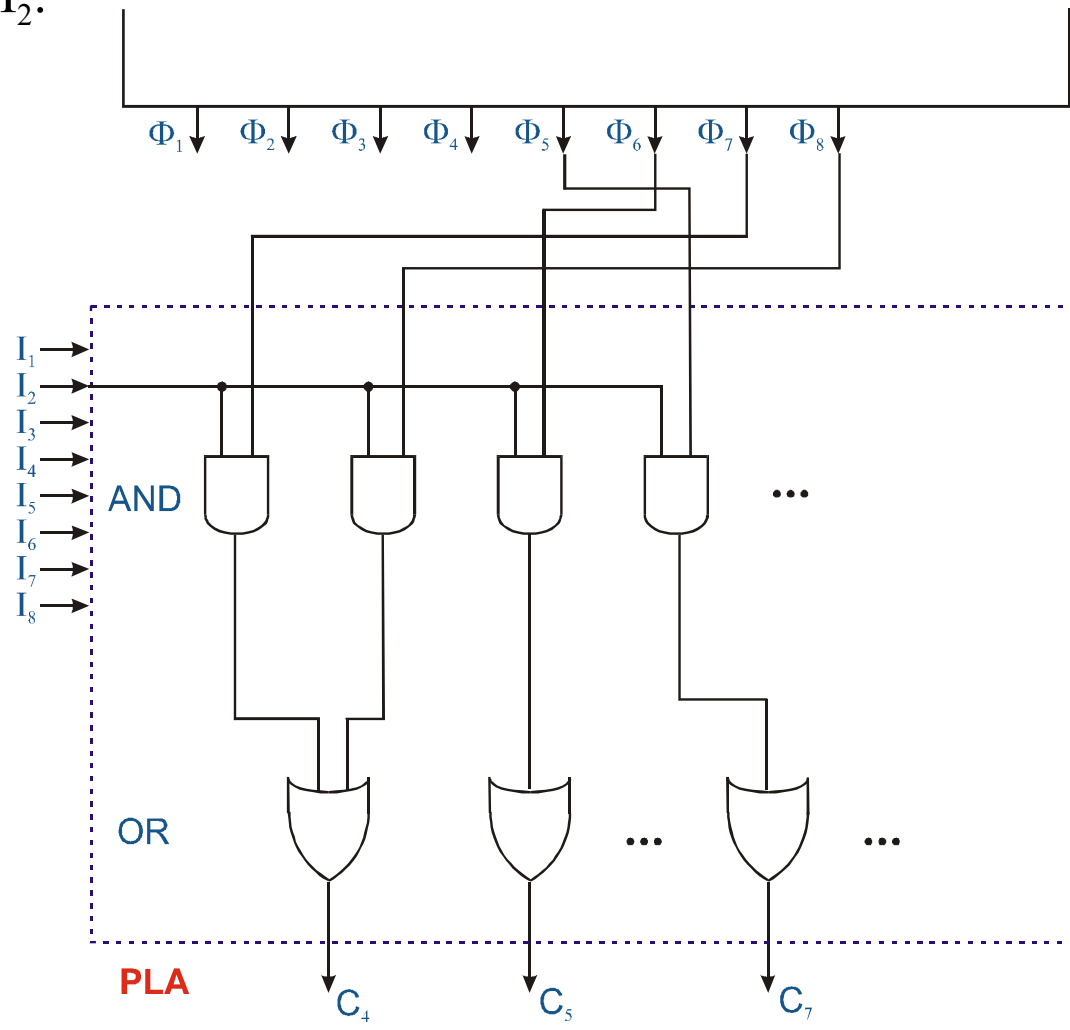 I₂.
Φ₁ Φ₂ Φ₃ Φ₄ Φ₅ Φ₆ Φ₇ Φ₈
I₁
I₂
I₃
I₄
I₅
I₆
I₇
I₈
AND
...
OR
... ...
PLA
C₄ C₅ C₇